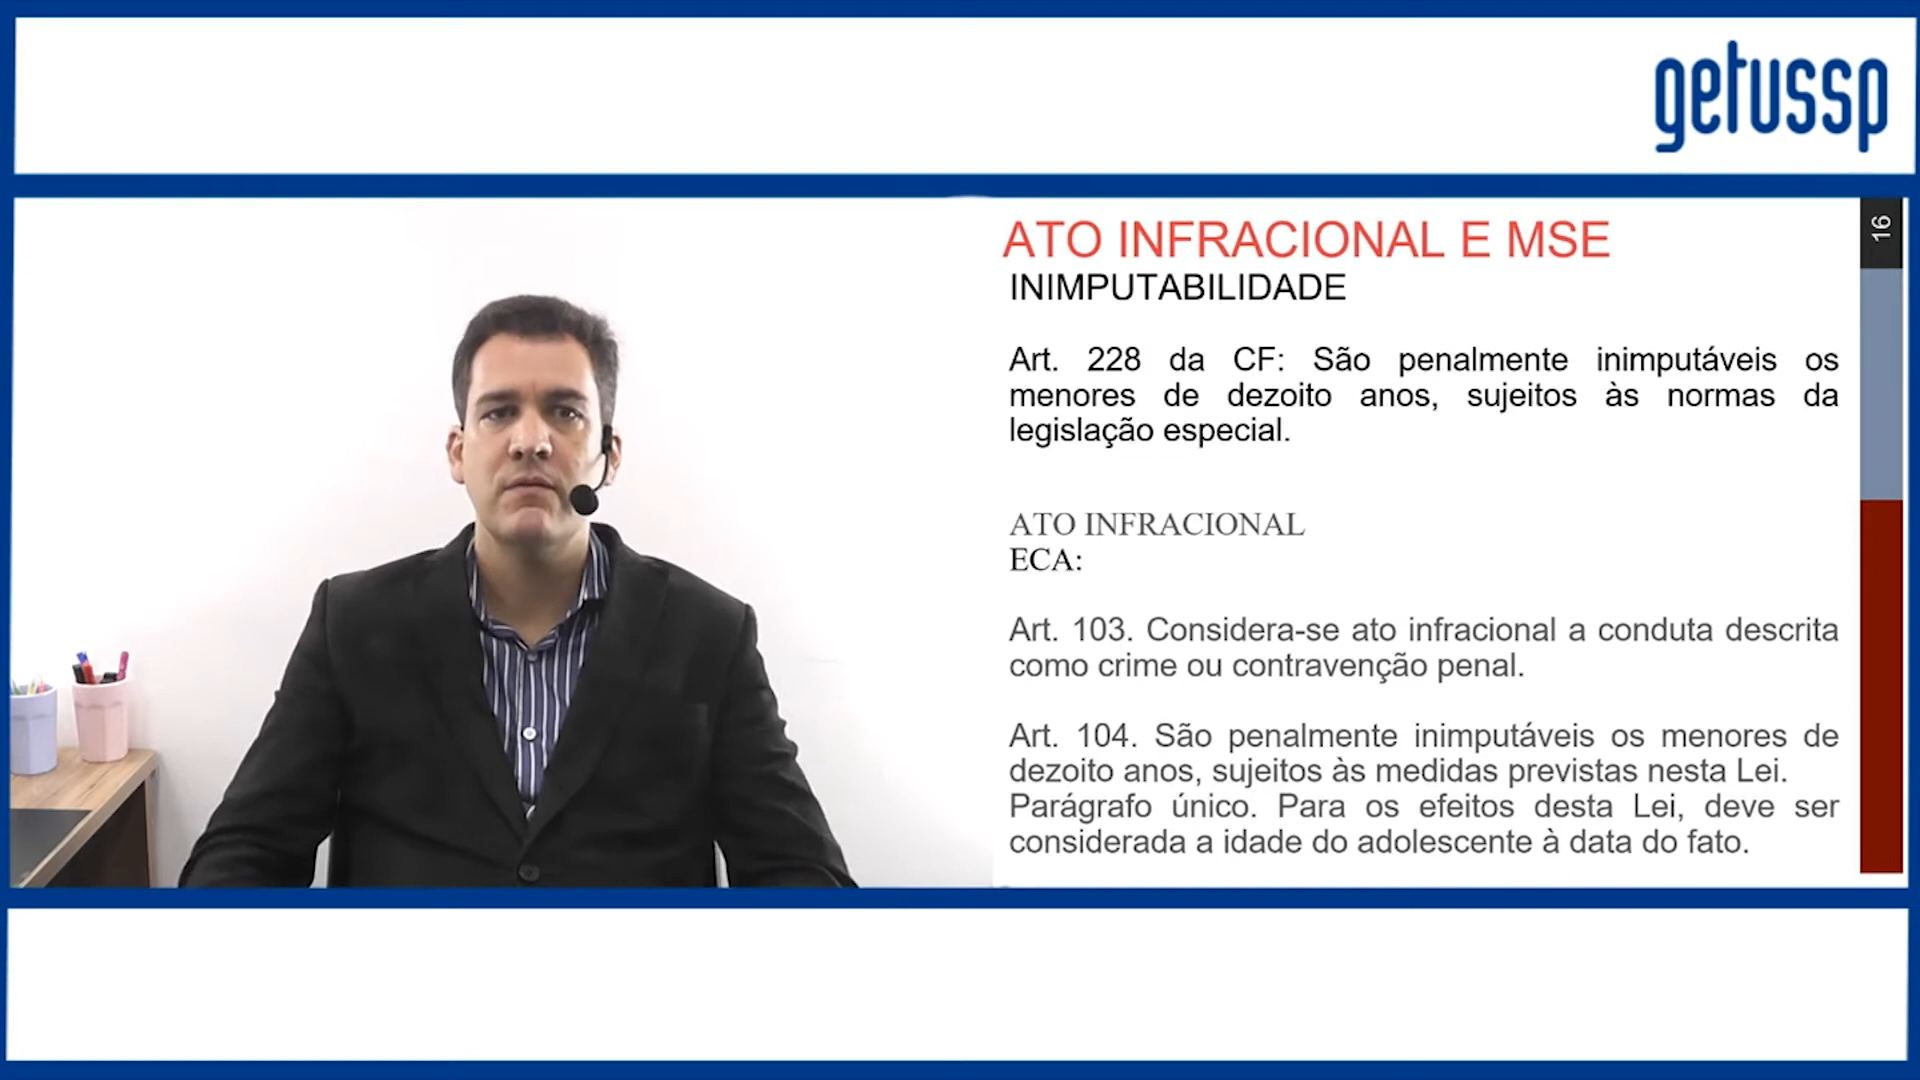 getussp
ATO INFRACIONAL E MSE
16
INIMPUTABILIDADE
Art. 228 da CF: São penalmente inimputáveis os
menores de dezoito anos, sujeitos às normas da
legislação especial.
ATO INFRACIONAL
ECA:
Art. 103. Considera-se ato infracional a conduta descrita
como crime ou contravenção penal.
Art. 104. São penalmente inimputáveis os menores de
dezoito anos, sujeitos às medidas previstas nesta Lei.
Parágrafo único. Para os efeitos desta Lei, deve ser
considerada a idade do adolescente à data do fato.